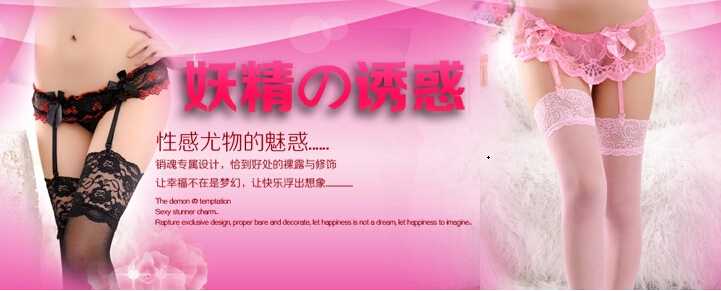 妖精の诱惑
性感尤物的魅惑......
销魂专属设计，恰到好处的裸露与修饰
让幸福不在是梦幻，让快乐浮出想象............
The demon の temptation
Sexy stunner charm..
Rapture exclusive design, proper bare and decorate, let happiness is not a dream, let happiness to imagine...